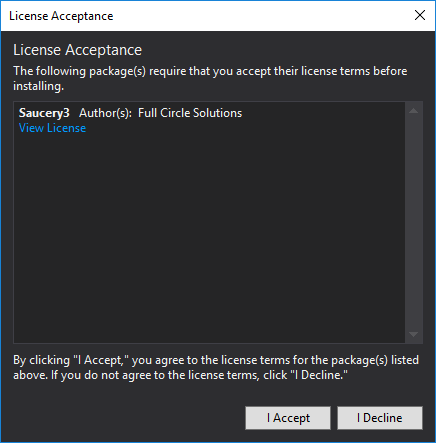 License Acceptance
License Acceptance
The following package(s) require that you accept their license terms before
installing.
Saucery3 Author(s): Full Circle Solutions
View License
By clicking "I Accept," you agree to the license terms for the package(s) listed
above. If you do not agree to the license terms, click "I Decline."
I Accept I Decline